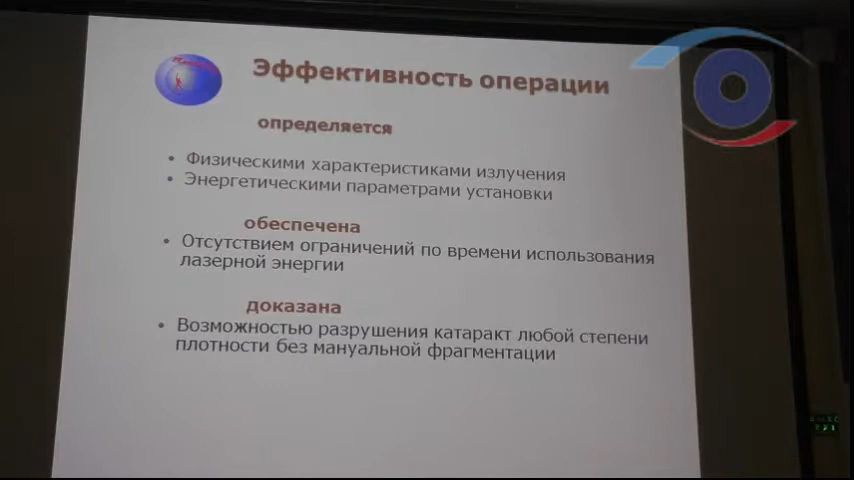 Эффективность операции
определяется
• Физическими характеристиками излучения
• Энергетическими параметрами установки
обеспечена
• Отсутствием ограничений по времени использования
лазерной энергии
доказана
• Возможностью разрушения катаракт любой степени
плотности без мануальной фрагментации